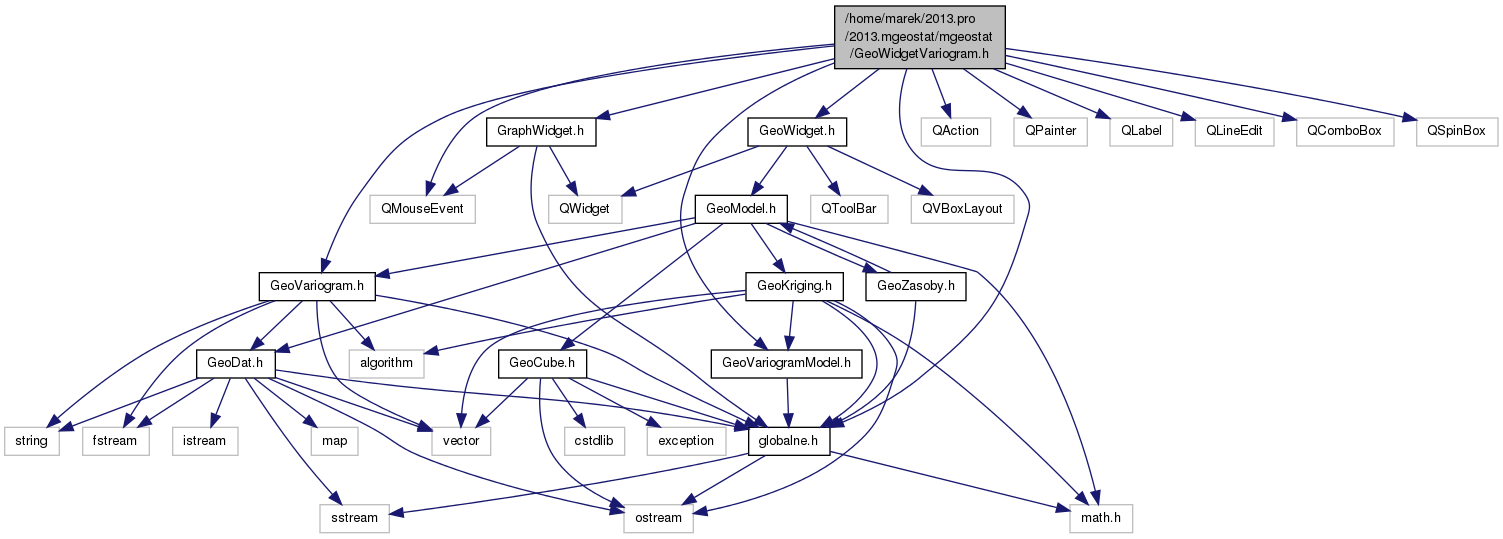 /home/marek/2013.pro
/2013.mgeostat/mgeostat
/GeoWidgetVariogram.h
GraphWidget.h
GeoWidget.h
QAction
QPainter
QLabel
QLineEdit
QComboBox
QSpinBox
QMouseEvent
QWidget
GeoModel.h
QToolBar
QVBoxLayout
GeoVariogram.h
GeoKriging.h
GeoZasoby.h
GeoDat.h
algorithm
GeoCube.h
GeoVariogramModel.h
string
fstream
istream
map
vector
cstdlib
exception
globalne.h
sstream
ostream
math.h